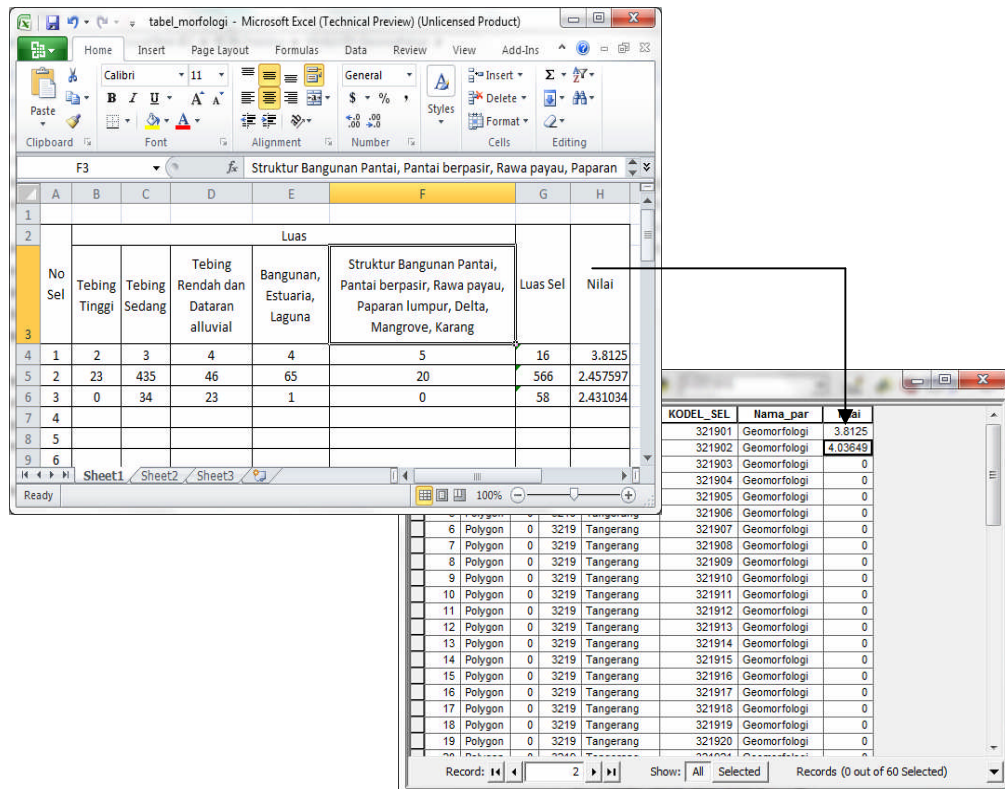 tabel_morfologi - Microsoft Excel (Technical Preview) (Unlicensed Product)
Home Insert Page Layout Formulas Data Review View Add-Ins
Paste
Calibri 11
B I U A A A
General
$ % ,
.0 .00 .00 .0
Styles
Insert
Delete
Format
Σ
Clipboard Font Alignment Number Cells Editing
F3 fx Struktur Bangunan Pantai, Pantai berpasir, Rawa payau, Paparan
A B C D E F G H
1
2 Luas
3 No Sel Tebing Tinggi Tebing Sedang Tebing Rendah dan Dataran alluvial Bangunan, Estuaria, Laguna Struktur Bangunan Pantai, Pantai berpasir, Rawa payau, Paparan lumpur, Delta, Mangrove, Karang Luas Sel Nilai
4 1 2 3 4 4 5 16 3.8125
5 2 23 435 46 65 20 566 2.457597
6 3 0 34 23 1 0 58 2.431034
7 4
8 5
9 6
Sheet1 Sheet2 Sheet3
Ready 100%
KODEL_SEL Nama_par ai
321901 Geomorfologi 3.8125
321902 Geomorfologi 4.03649
321903 Geomorfologi 0
321904 Geomorfologi 0
321905 Geomorfologi 0
321906 Geomorfologi 0
6 Polygon 0 3219 Tangerang 321907 Geomorfologi 0
7 Polygon 0 3219 Tangerang 321908 Geomorfologi 0
8 Polygon 0 3219 Tangerang 321909 Geomorfologi 0
9 Polygon 0 3219 Tangerang 321910 Geomorfologi 0
10 Polygon 0 3219 Tangerang 321911 Geomorfologi 0
11 Polygon 0 3219 Tangerang 321912 Geomorfologi 0
12 Polygon 0 3219 Tangerang 321913 Geomorfologi 0
13 Polygon 0 3219 Tangerang 321914 Geomorfologi 0
14 Polygon 0 3219 Tangerang 321915 Geomorfologi 0
15 Polygon 0 3219 Tangerang 321916 Geomorfologi 0
16 Polygon 0 3219 Tangerang 321917 Geomorfologi 0
17 Polygon 0 3219 Tangerang 321918 Geomorfologi 0
18 Polygon 0 3219 Tangerang 321919 Geomorfologi 0
19 Polygon 0 3219 Tangerang 321920 Geomorfologi 0
Record: 2 Show: All Selected Records (0 out of 60 Selected)